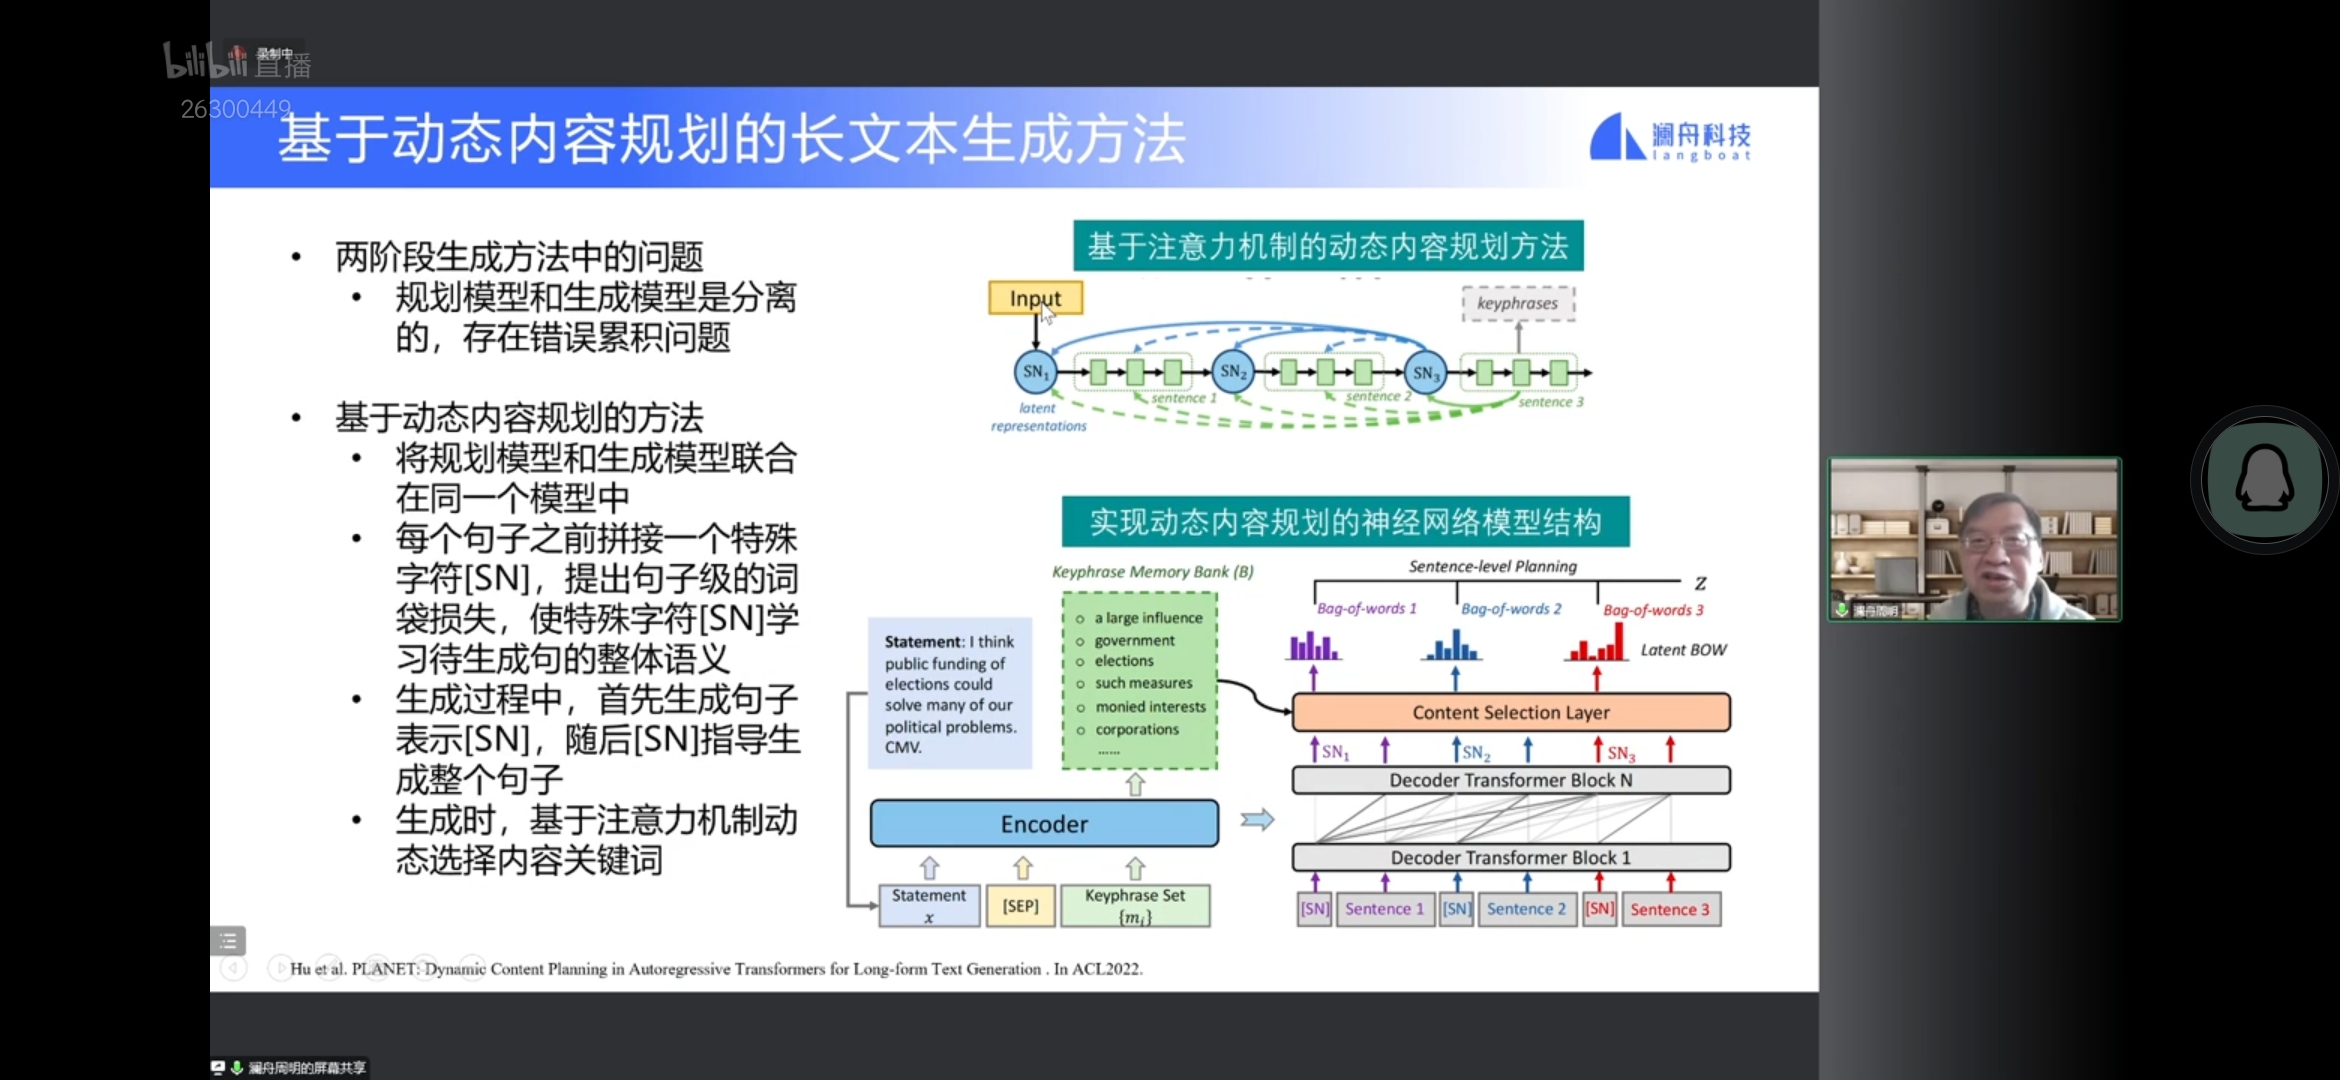 bilibili 直播
录制中
26300449
基于动态内容规划的长文本生成方法
澜舟科技
langboat
• 两阶段生成方法中的问题
• 规划模型和生成模型是分离
的，存在错误累积问题
• 基于动态内容规划的方法
• 将规划模型和生成模型联合
在同一个模型中
• 每个句子之前拼接一个特殊
字符[SN]，提出句子级的词
袋损失，使特殊字符[SN]学
习待生成句的整体语义
• 生成过程中，首先生成句子
表示[SN]，随后[SN]指导生
成整个句子
• 生成时，基于注意力机制动
态选择内容关键词
基于注意力机制的动态内容规划方法
Input
keyphrases
SN1
SN2
SN3
sentence 1
sentence 2
sentence 3
latent
representations
实现动态内容规划的神经网络模型结构
Keyphrase Memory Bank (B)
Statement: I think
public funding of
elections could
solve many of our
political problems.
CMV.
○ a large influence
○ government
○ elections
○ such measures
○ monied interests
○ corporations
......
Encoder
Statement
x
[SEP]
Keyphrase Set
{mi}
Sentence-level Planning
Z
Bag-of-words 1
Bag-of-words 2
Bag-of-words 3
Latent BOW
Content Selection Layer
SN1
SN2
SN3
Decoder Transformer Block N
Decoder Transformer Block 1
[SN]
Sentence 1
[SN]
Sentence 2
[SN]
Sentence 3
Hu et al. PLANET: Dynamic Content Planning in Autoregressive Transformers for Long-form Text Generation . In ACL2022.
澜舟周明
澜舟周明的屏幕共享